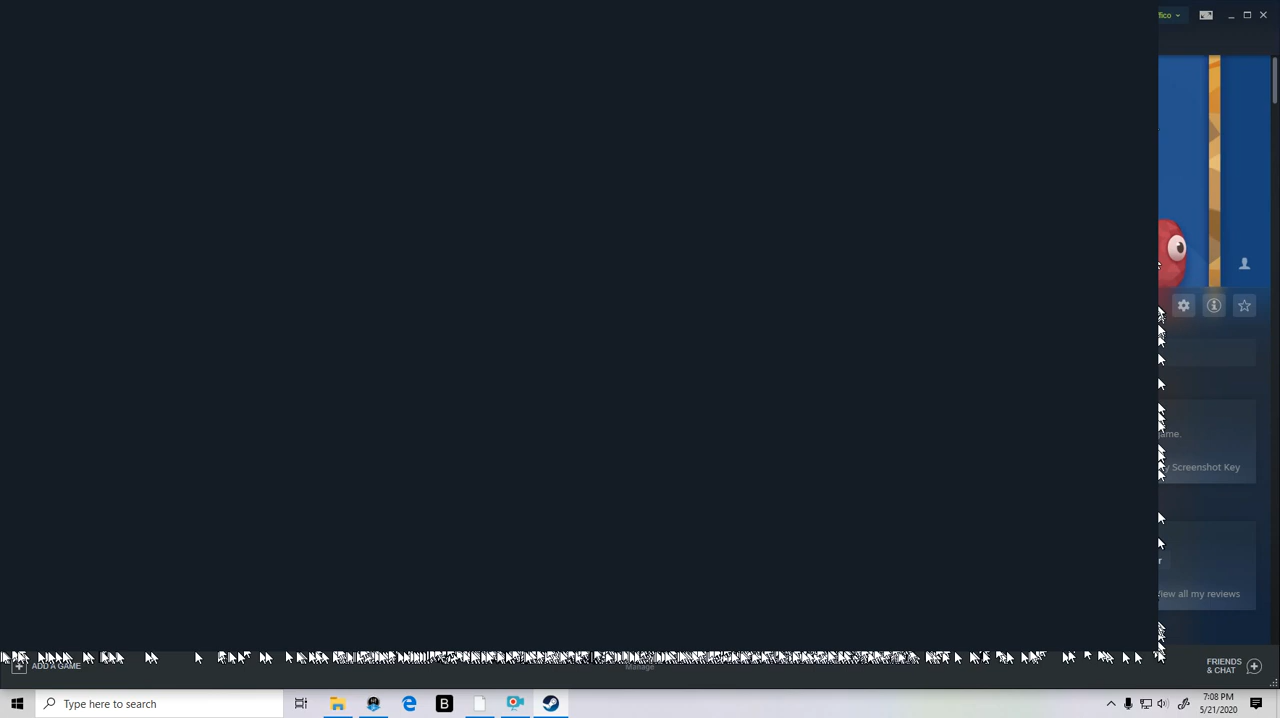 fico
ame.
y Screenshot Key
r
View all my reviews
ADD A GAME
Manage
FRIENDS
& CHAT
Type here to search
B
7:08 PM
5/21/2020